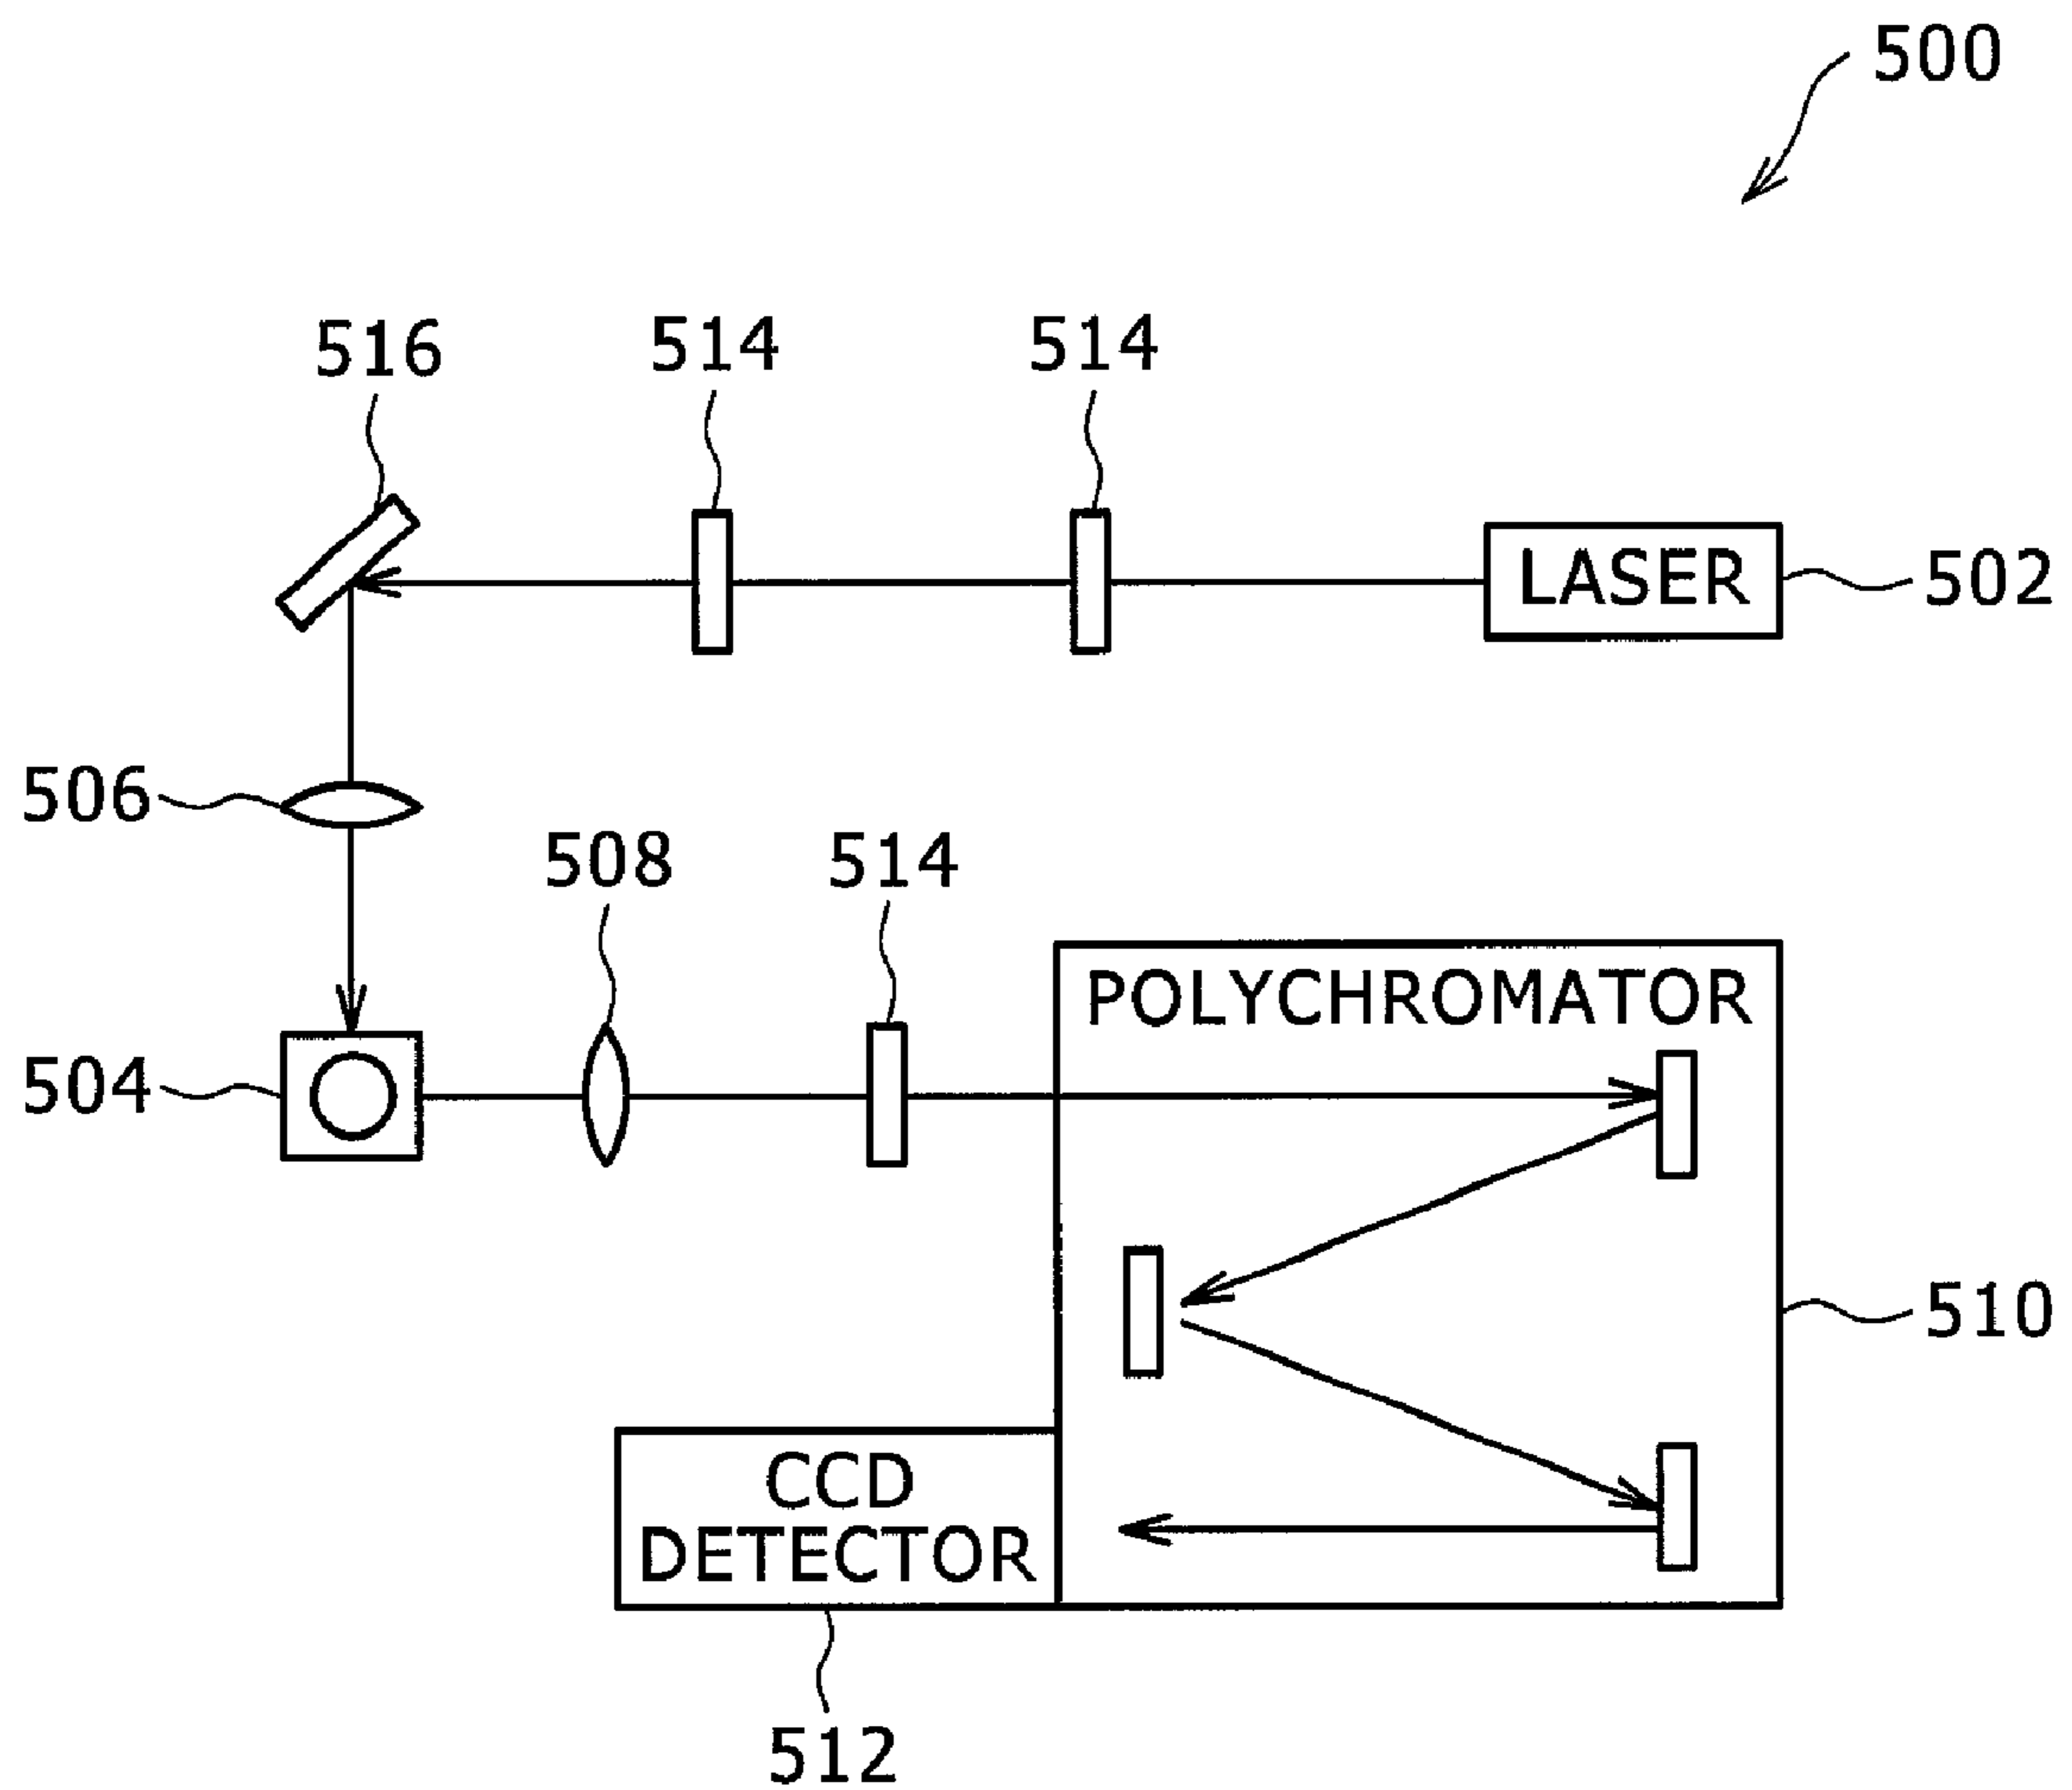 500
516
514
514
LASER
502
506
508
514
POLYCHROMATOR
504
510
CCD
DETECTOR
512